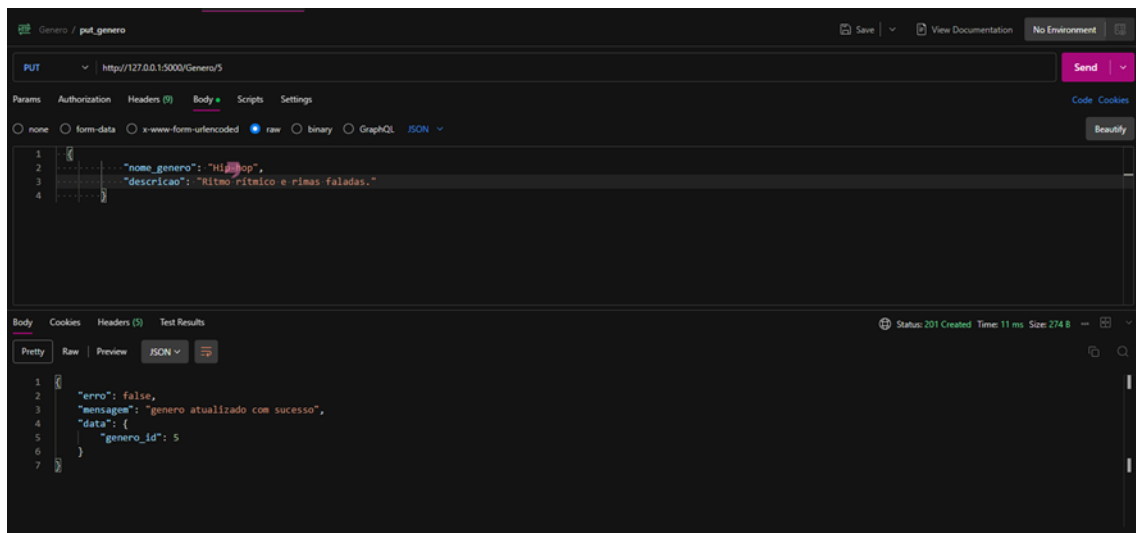 Genero / put_genero Save View Documentation No Environment
PUT http://127.0.0.1:5000/Genero/5 Send
Params Authorization Headers (9) Body Scripts Settings Code Cookies
none form-data x-www-form-urlencoded raw binary GraphQL JSON Beautify
1 {
2 "nome_genero": "Hip-hop",
3 "descricao": "Ritmo rítmico e rimas faladas."
4 }
Body Cookies Headers (5) Test Results Status: 201 Created Time: 11 ms Size: 274 B
Pretty Raw Preview JSON
1 {
2 "erro": false,
3 "mensagem": "genero atualizado com sucesso",
4 "data": {
5 "genero_id": 5
6 }
7 }